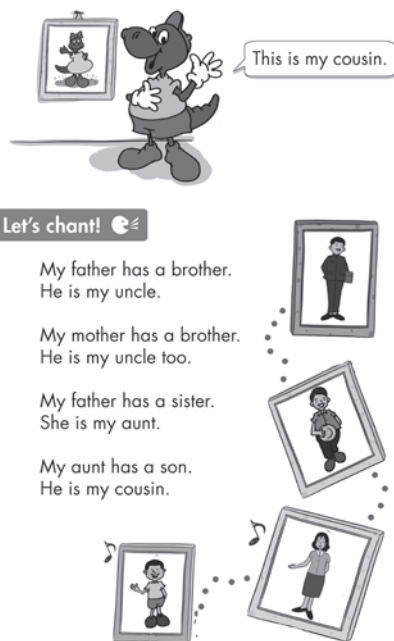 This is my cousin.
Let's chant!
My father has a brother.
He is my uncle.
My mother has a brother.
He is my uncle too.
My father has a sister.
She is my aunt.
My aunt has a son.
He is my cousin.